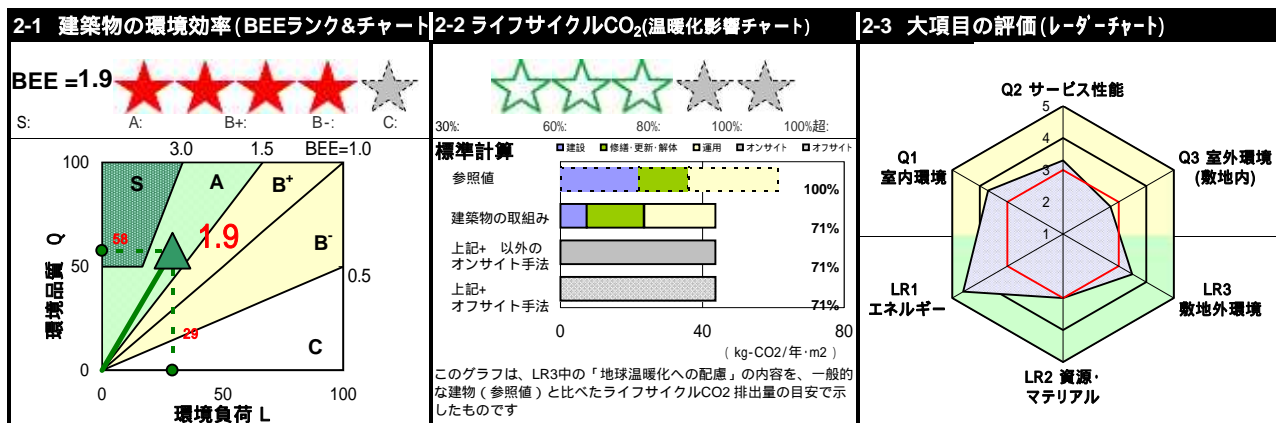 2-1 建築物の環境効率(BEEランク&チャート
BEE =1.9
S: A: B+: B-: C:
3.0 1.5 BEE=1.0
100
S A B+
B-
1.9
58
50
0.5
29
C
0
0 50 100
環境品質 Q
環境負荷 L
2-2 ライフサイクルCO2(温暖化影響チャート)
30%: 60%: 80%: 100%: 100%超:
標準計算
建設 修繕・更新・解体 運用 オンサイト オフサイト
参照値 100%
建築物の取組み 71%
上記+ 以外の
オンサイト手法 71%
上記+
オフサイト手法 71%
0 40 80
( kg-CO2/年・m2 )
このグラフは、LR3中の「地球温暖化への配慮」の内容を、一般的
な建物(参照値)と比べたライフサイクルCO2 排出量の目安で示
したものです
2-3 大項目の評価(レーダーチャート)
Q2 サービス性能
5
4
3
2
1
Q1
室内環境
Q3 室外環境
(敷地内)
LR1
エネルギー
LR3
敷地外環境
LR2 資源・
マテリアル